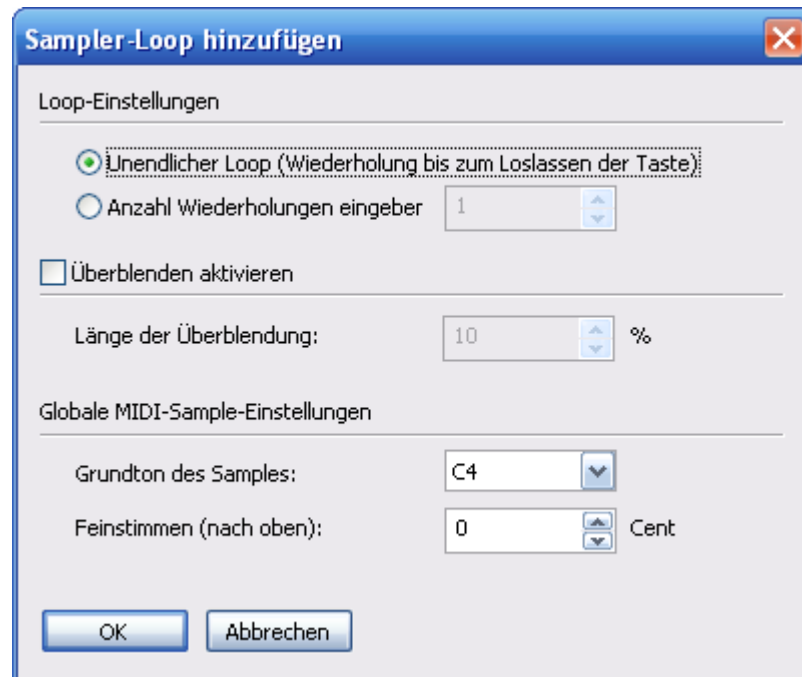 Sampler-Loop hinzufügen
Loop-Einstellungen
Unendlicher Loop (Wiederholung bis zum Loslassen der Taste)
Anzahl Wiederholungen eingeber 1
Überblenden aktivieren
Länge der Überblendung: 10 %
Globale MIDI-Sample-Einstellungen
Grundton des Samples: C4
Feinstimmen (nach oben): 0 Cent
OK Abbrechen